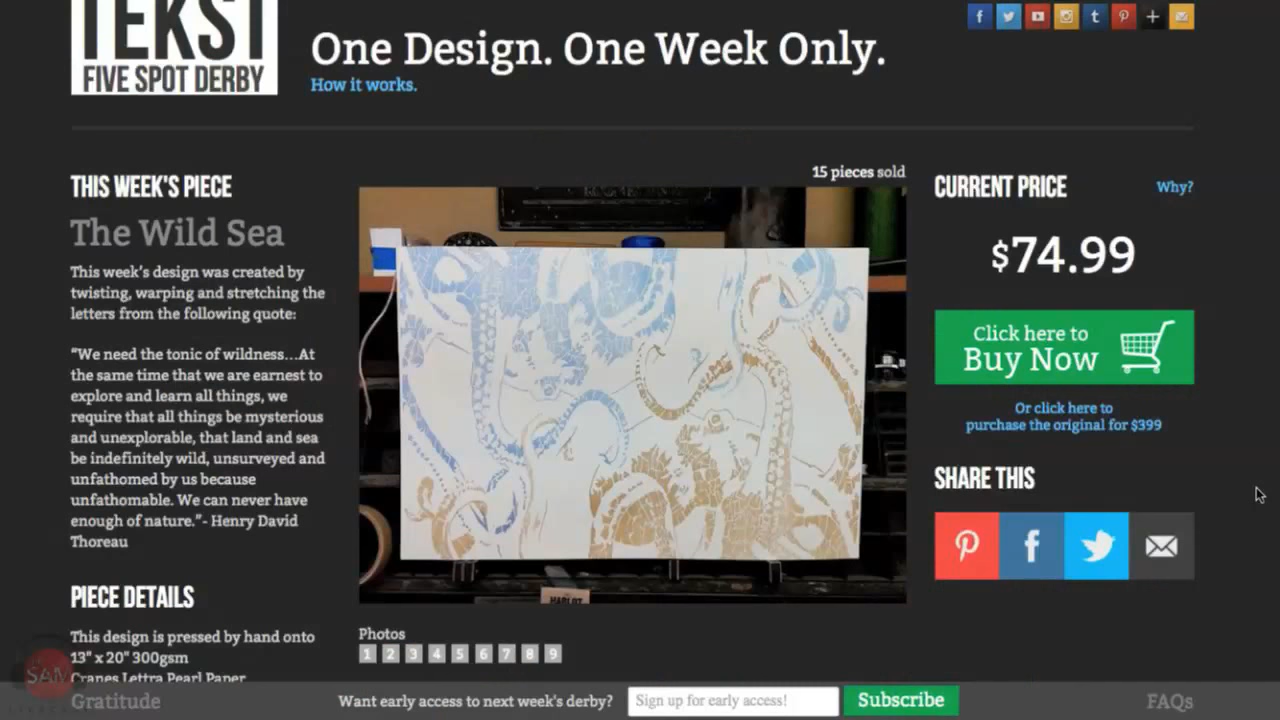 TEKST
FIVE SPOT DERBY
One Design. One Week Only.
How it works.
THIS WEEK'S PIECE
The Wild Sea
This week's design was created by
twisting, warping and stretching the
letters from the following quote:
"We need the tonic of wildness...At
the same time that we are earnest to
explore and learn all things, we
require that all things be mysterious
and unexplorable, that land and sea
be indefinitely wild, unsurveyed and
unfathomed by us because
unfathomable. We can never have
enough of nature."- Henry David
Thoreau
PIECE DETAILS
This design is pressed by hand onto
13" x 20" 300gsm
Cranes Lettra Pearl Paper
15 pieces sold
HARLOT
Photos
1 2 3 4 5 6 7 8 9
CURRENT PRICE
Why?
$74.99
Click here to
Buy Now
Or click here to
purchase the original for $399
SHARE THIS
SAM
Gratitude
Want early access to next week's derby?
Sign up for early access!
Subscribe
FAQs